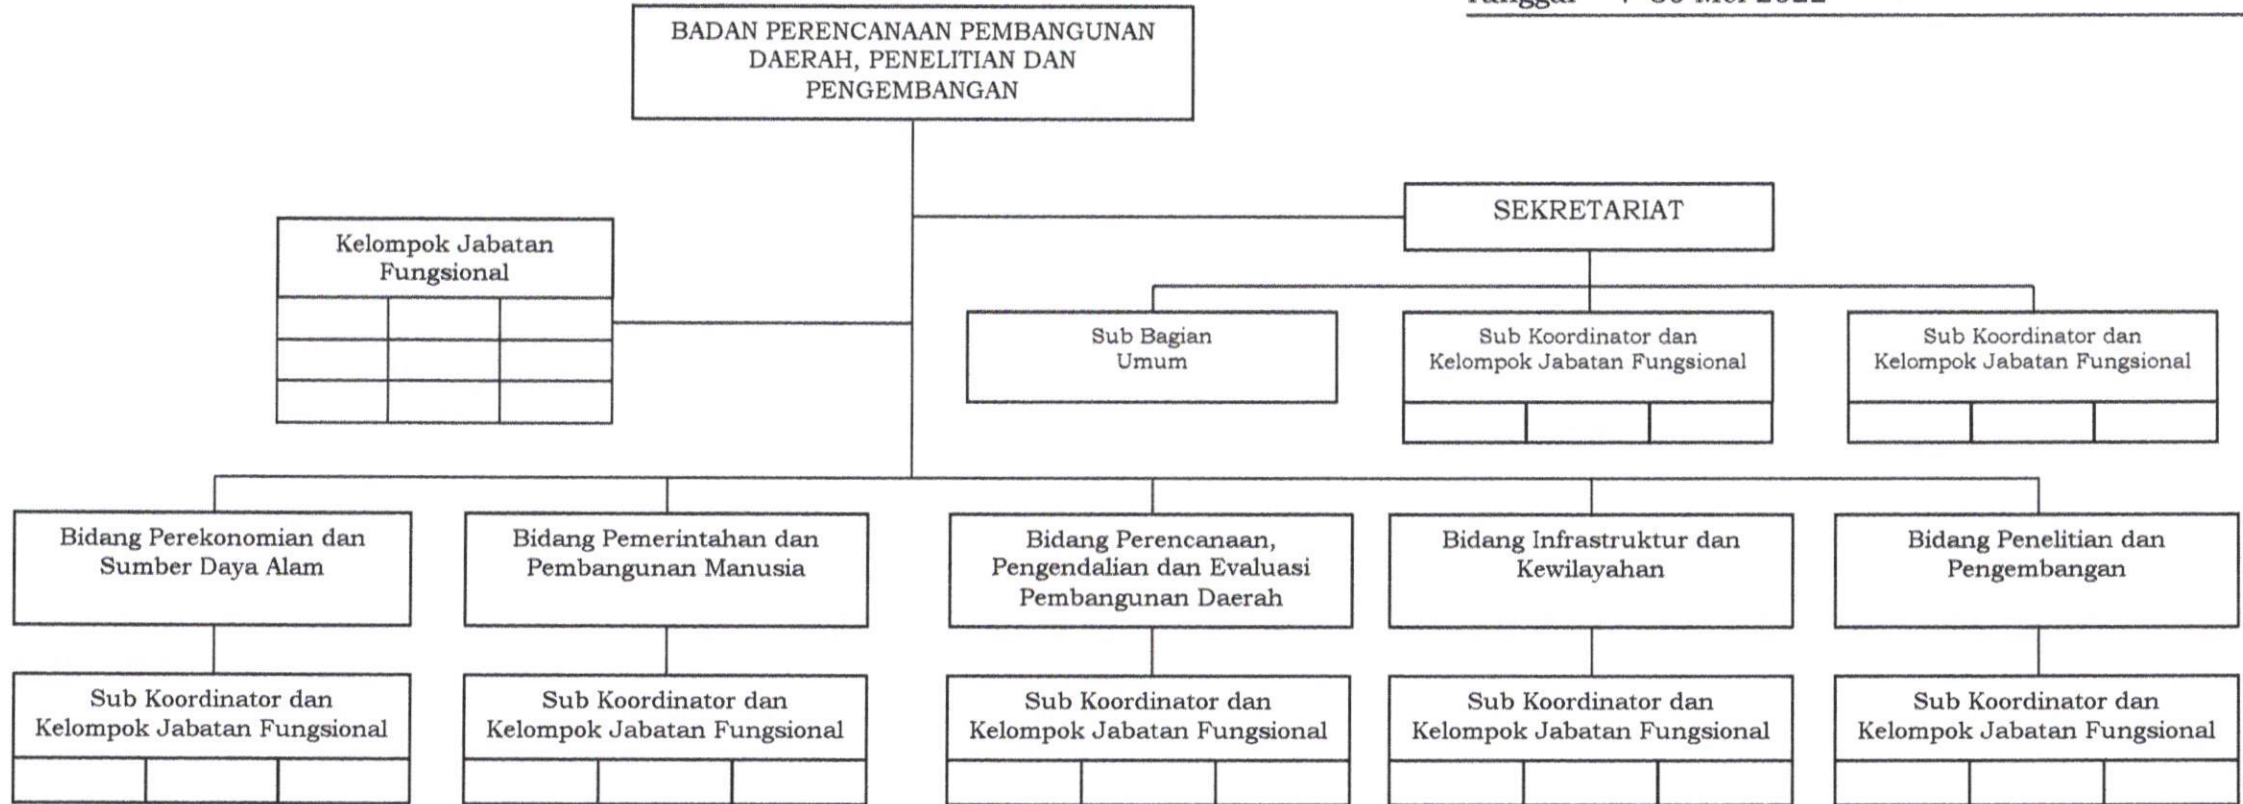 Tanggal : 30 Mei 2022
BADAN PERENCANAAN PEMBANGUNAN
DAERAH, PENELITIAN DAN
PENGEMBANGAN
SEKRETARIAT
Kelompok Jabatan
Fungsional
Sub Bagian
Umum
Sub Koordinator dan
Kelompok Jabatan Fungsional
Sub Koordinator dan
Kelompok Jabatan Fungsional
Bidang Perekonomian dan
Sumber Daya Alam
Bidang Pemerintahan dan
Pembangunan Manusia
Bidang Perencanaan,
Pengendalian dan Evaluasi
Pembangunan Daerah
Bidang Infrastruktur dan
Kewilayahan
Bidang Penelitian dan
Pengembangan
Sub Koordinator dan
Kelompok Jabatan Fungsional
Sub Koordinator dan
Kelompok Jabatan Fungsional
Sub Koordinator dan
Kelompok Jabatan Fungsional
Sub Koordinator dan
Kelompok Jabatan Fungsional
Sub Koordinator dan
Kelompok Jabatan Fungsional